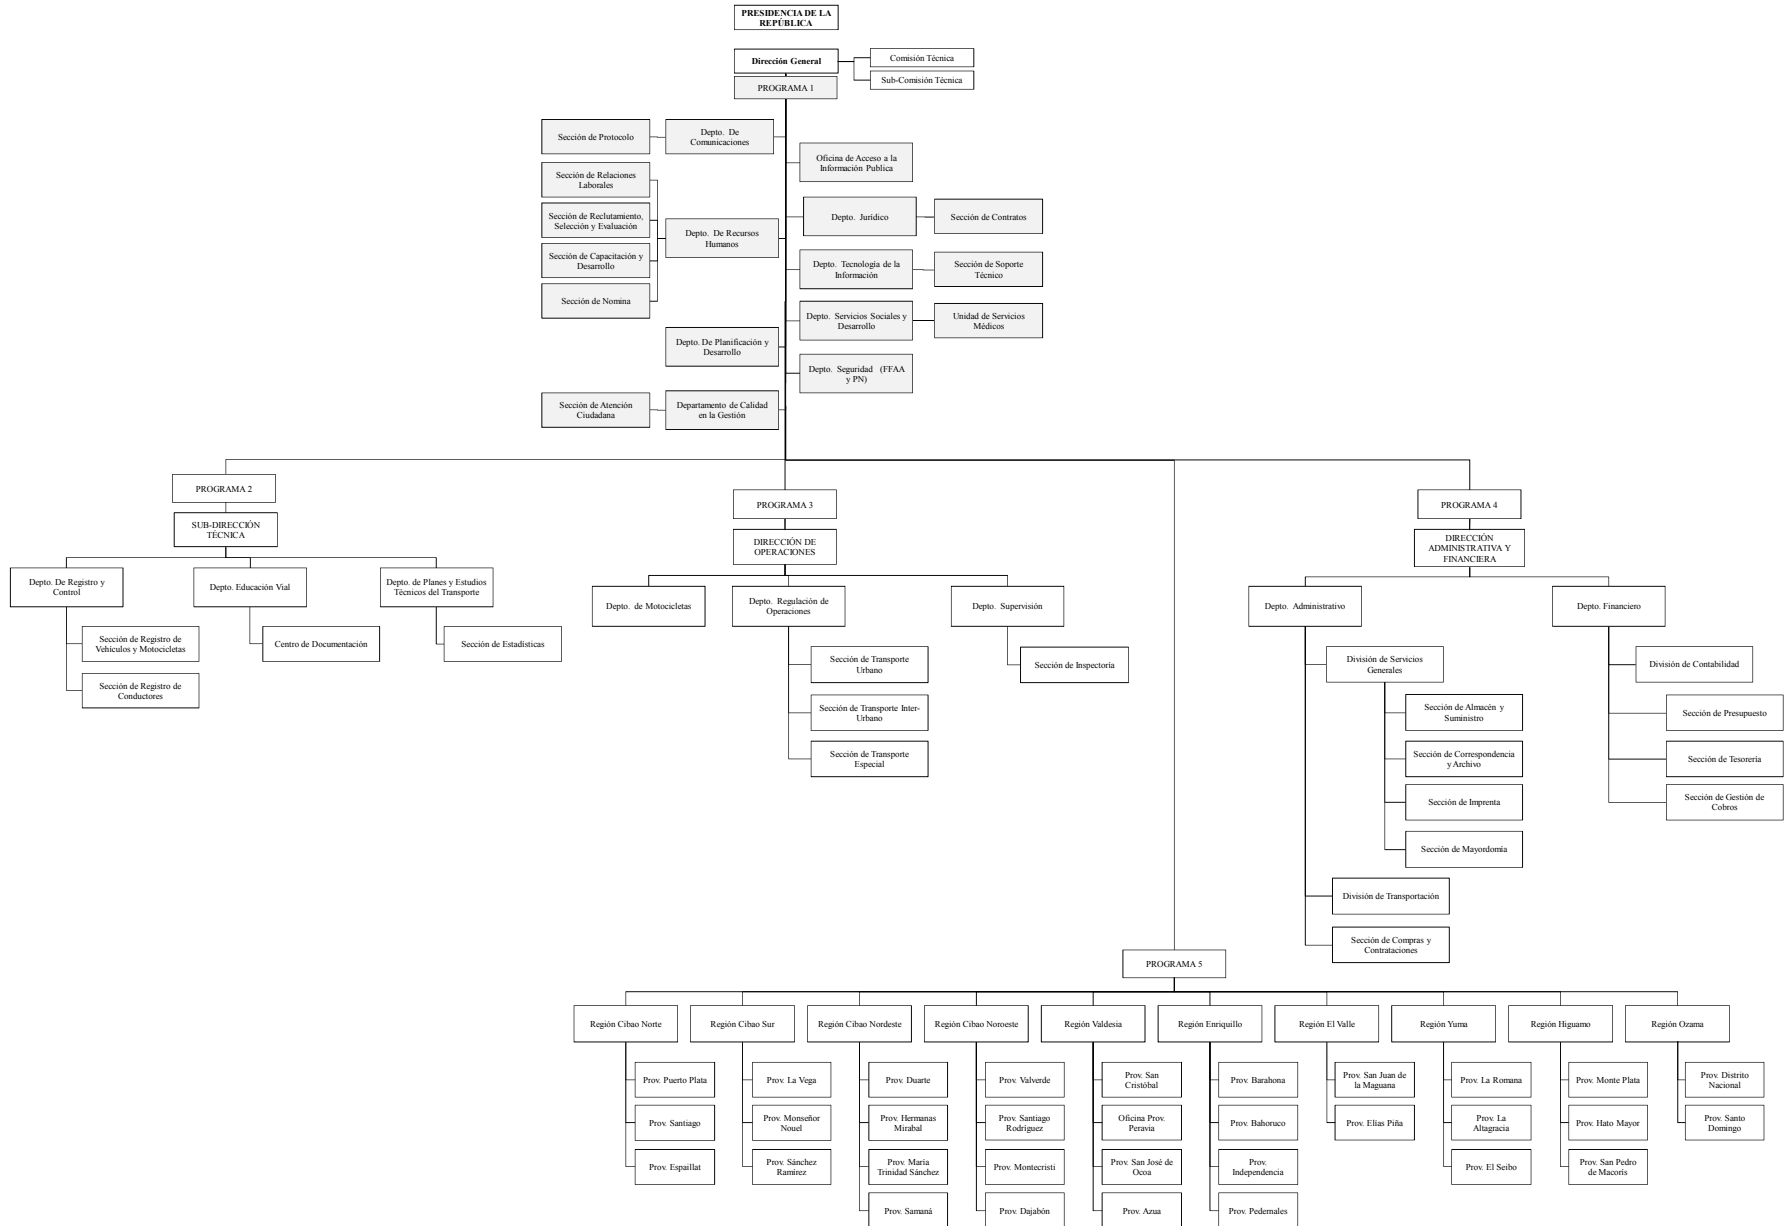 PRESIDENCIA DE LA
REPÚBLICA
Dirección General
Comisión Técnica
Sub-Comisión Técnica
PROGRAMA 1
Sección de Protocolo
Depto. De
Comunicaciones
Oficina de Acceso a la
Información Publica
Sección de Relaciones
Laborales
Sección de Reclutamiento,
Selección y Evaluación
Sección de Capacitación y
Desarrollo
Sección de Nomina
Depto. De Recursos
Humanos
Depto. Jurídico
Sección de Contratos
Depto. Tecnología de la
Información
Sección de Soporte
Técnico
Depto. Servicios Sociales y
Desarrollo
Unidad de Servicios
Médicos
Depto. De Planificación y
Desarrollo
Depto. Seguridad (FFAA
y PN)
Sección de Atención
Ciudadana
Departamento de Calidad
en la Gestión
PROGRAMA 2
SUB-DIRECCIÓN
TÉCNICA
Depto. De Registro y
Control
Sección de Registro de
Vehículos y Motocicletas
Sección de Registro de
Conductores
Depto. Educación Vial
Centro de Documentación
Depto. de Planes y Estudios
Técnicos del Transporte
Sección de Estadísticas
PROGRAMA 3
DIRECCIÓN DE
OPERACIONES
Depto. de Motocicletas
Depto. Regulación de
Operaciones
Sección de Transporte
Urbano
Sección de Transporte Inter-
Urbano
Sección de Transporte
Especial
Depto. Supervisión
Sección de Inspectoría
PROGRAMA 4
DIRECCIÓN
ADMINISTRATIVA Y
FINANCIERA
Depto. Administrativo
División de Servicios
Generales
Sección de Almacén y
Suministro
Sección de Correspondencia
y Archivo
Sección de Imprenta
Sección de Mayordomía
División de Transportación
Sección de Compras y
Contrataciones
Depto. Financiero
División de Contabilidad
Sección de Presupuesto
Sección de Tesorería
Sección de Gestión de
Cobros
PROGRAMA 5
Región Cibao Norte
Prov. Puerto Plata
Prov. Santiago
Prov. Espaillat
Región Cibao Sur
Prov. La Vega
Prov. Monseñor
Nouel
Prov. Sánchez
Ramírez
Región Cibao Nordeste
Prov. Duarte
Prov. Hermanas
Mirabal
Prov. María
Trinidad Sánchez
Prov. Samaná
Región Cibao Noroeste
Prov. Valverde
Prov. Santiago
Rodríguez
Prov. Montecristi
Prov. Dajabón
Región Valdesia
Prov. San
Cristóbal
Oficina Prov.
Peravia
Prov. San José de
Ocoa
Prov. Azua
Región Enriquillo
Prov. Barahona
Prov. Bahoruco
Prov.
Independencia
Prov. Pedernales
Región El Valle
Prov. San Juan de
la Maguana
Prov. Elías Piña
Región Yuma
Prov. La Romana
Prov. La
Altagracia
Prov. El Seibo
Región Higuamo
Prov. Monte Plata
Prov. Hato Mayor
Prov. San Pedro
de Macorís
Región Ozama
Prov. Distrito
Nacional
Prov. Santo
Domingo